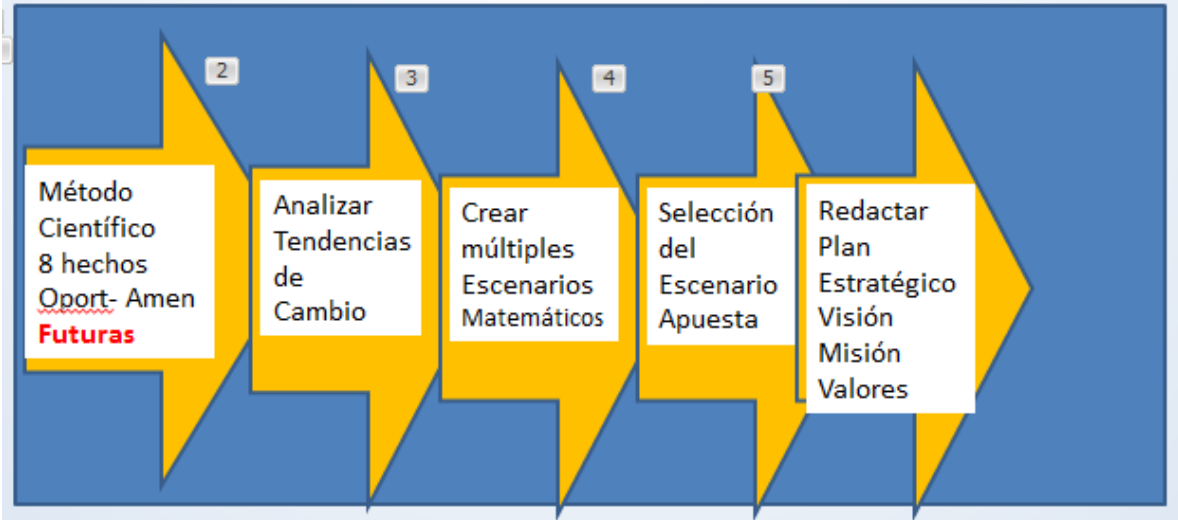 2
3
4
5
Método
Científico
8 hechos
Oport- Amen
Futuras
Analizar
Tendencias
de
Cambio
Crear
múltiples
Escenarios
Matemáticos
Selección
del
Escenario
Apuesta
Redactar
Plan
Estratégico
Visión
Misión
Valores